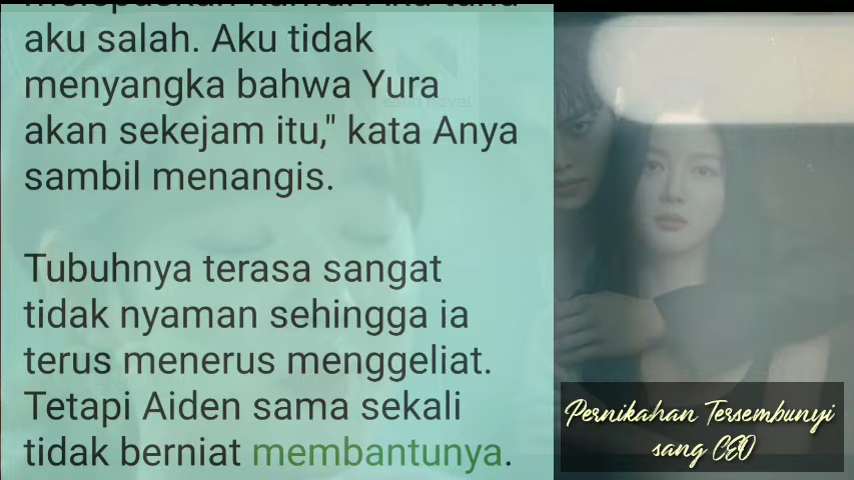 aku salah. Aku tidak
menyangka bahwa Yura
akan sekejam itu," kata Anya
sambil menangis.
Tubuhnya terasa sangat
tidak nyaman sehingga ia
terus menerus menggeliat.
Tetapi Aiden sama sekali
tidak berniat membantunya.
Pernikahan Tersembunyi
sang CEO